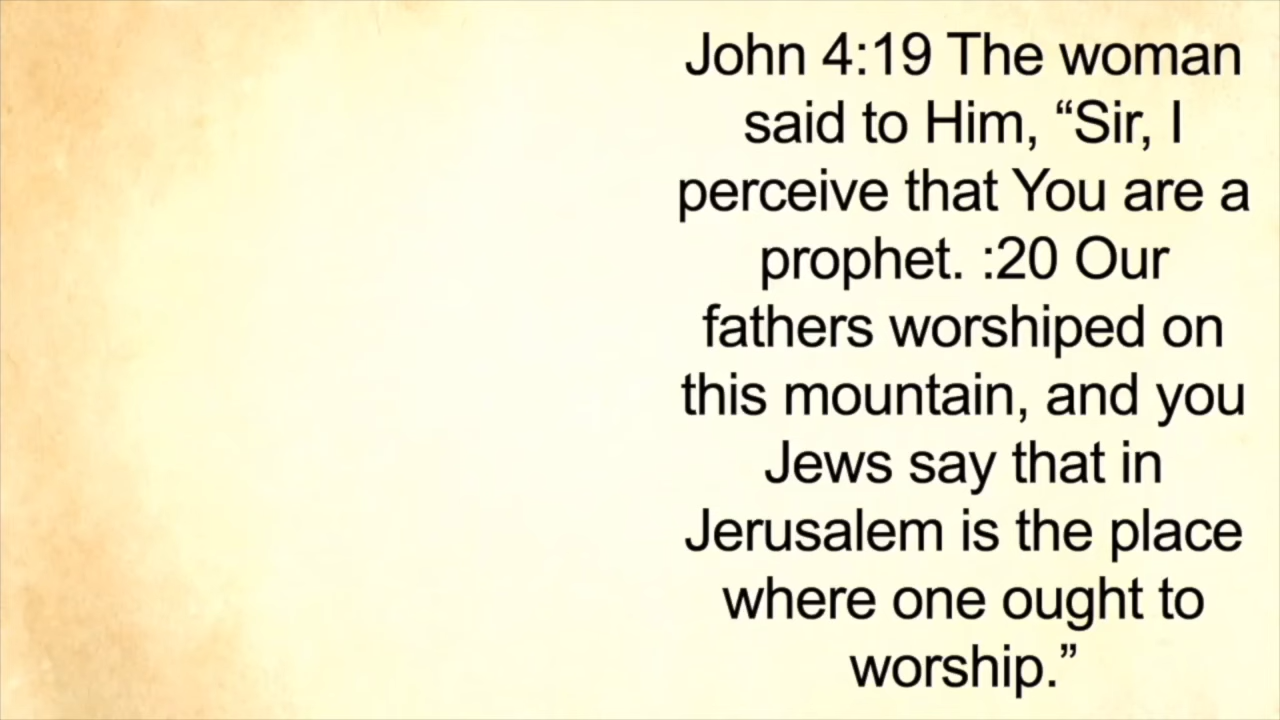 John 4:19 The woman
said to Him, “Sir, I
perceive that You are a
prophet. :20 Our
fathers worshiped on
this mountain, and you
Jews say that in
Jerusalem is the place
where one ought to
worship.”